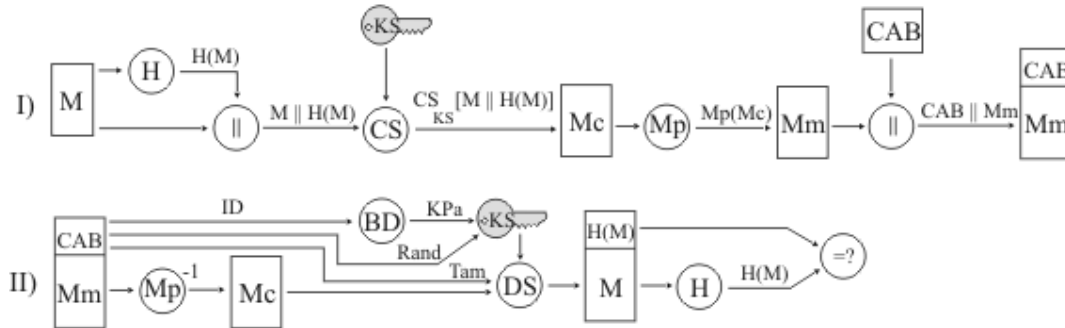 I)
M
H
H(M)
||
M || H(M)
KS
CS
CS KS [M || H(M)]
Mc
Mp
Mp(Mc)
Mm
CAB
||
CAB || Mm
CAB
Mm
II)
CAB
Mm
ID
BD
KPa
KS
Rand
Tam
Mp -1
Mc
DS
H(M)
M
H
H(M)
=?